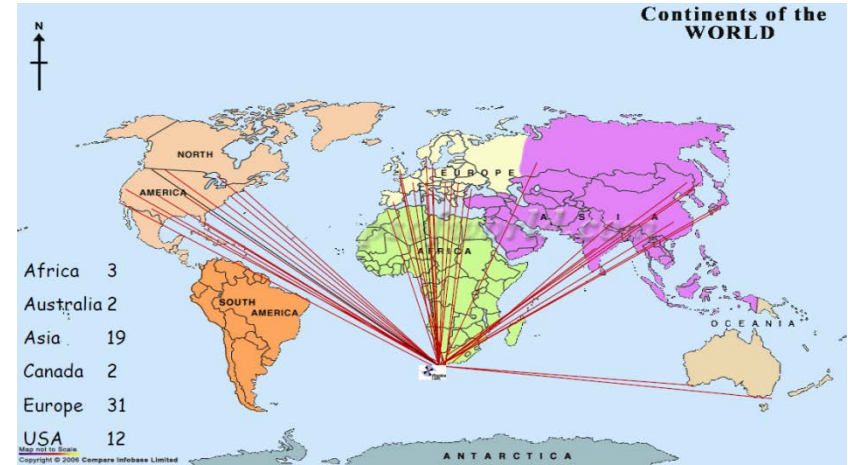 Continents of the
WORLD
N
NORTH
AMERICA
EUROPE
ASIA
AFRICA
SOUTH
AMERICA
OCEANIA
Africa 3
Australia 2
Asia 19
Canada 2
Europe 31
USA 12
Map not to Scale
Copyright © 2006 Compare Infobase Limited
ANTARCTICA